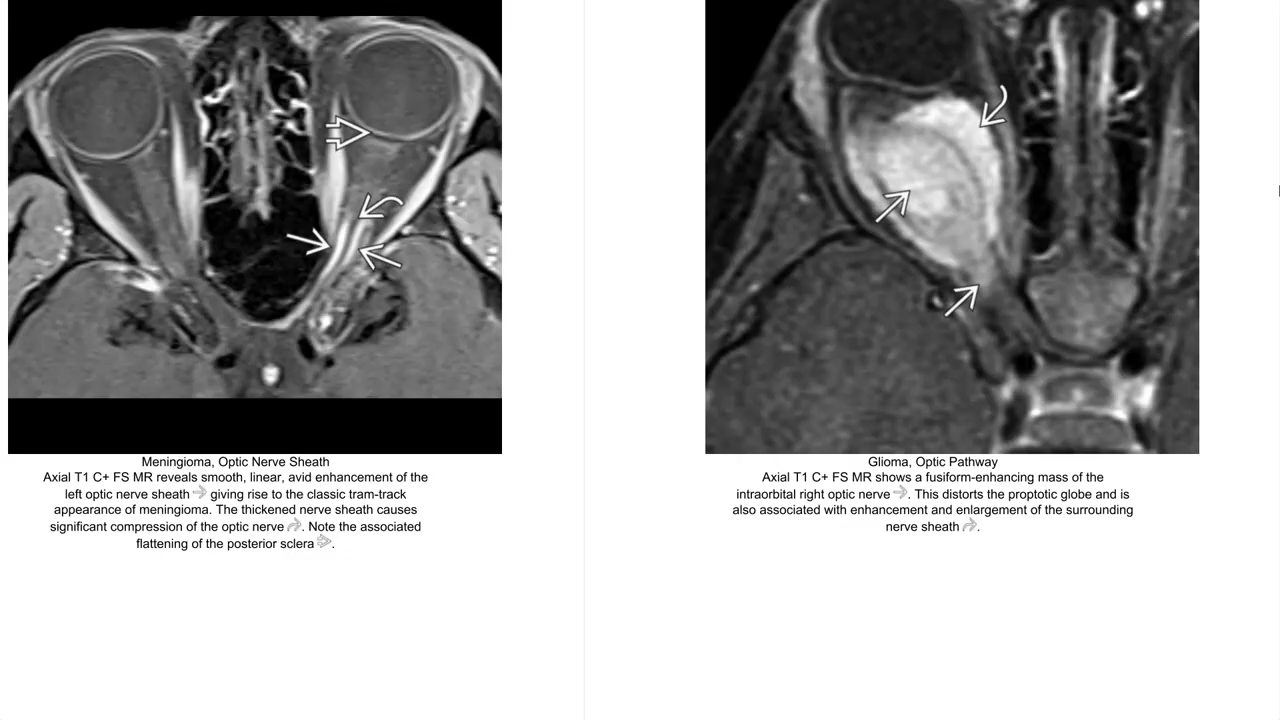 Meningioma, Optic Nerve Sheath
Axial T1 C+ FS MR reveals smooth, linear, avid enhancement of the
left optic nerve sheath giving rise to the classic tram-track
appearance of meningioma. The thickened nerve sheath causes
significant compression of the optic nerve . Note the associated
flattening of the posterior sclera .
Glioma, Optic Pathway
Axial T1 C+ FS MR shows a fusiform-enhancing mass of the
intraorbital right optic nerve . This distorts the proptotic globe and is
also associated with enhancement and enlargement of the surrounding
nerve sheath .